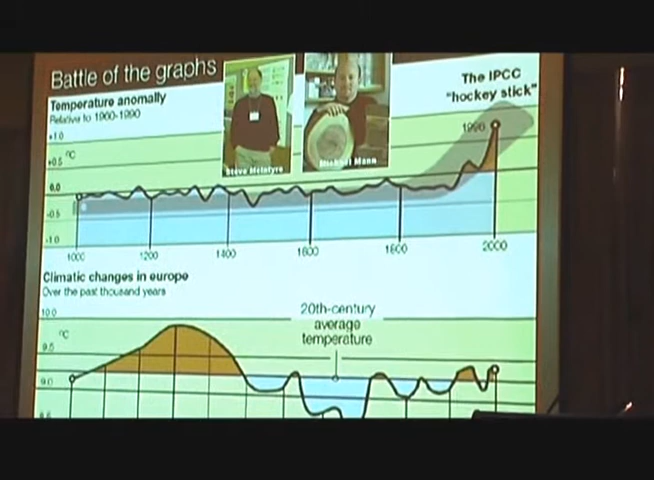 Battle of the graphs
Temperature anomaly
Relative to 1960-1990
The IPCC
"hockey stick"
Steve McIntyre
Michael Mann
+1.0
+0.5 °C
1998
0.0
-0.5
-1.0
1000 1200 1400 1600 1800 2000
Climatic changes in europe
Over the past thousand years
10.0
°C
9.5
20th-century
average
temperature
9.0